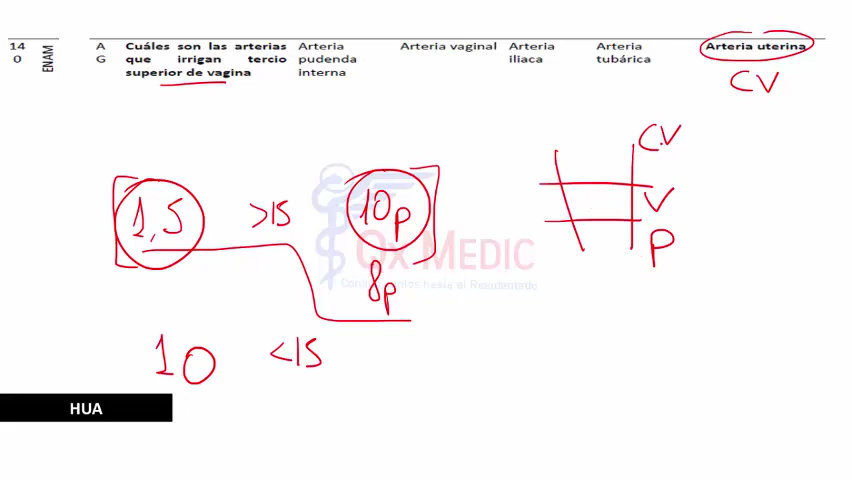 14 A Cuáles son las arterias Arteria Arteria vaginal Arteria Arteria Arteria uterina
0 ENAM G que irrigan tercio pudenda iliaca tubárica
superior de vagina interna
CV
CV
1,5 >15 10p V
P
Qx MEDIC
8p
10 <15
HUA